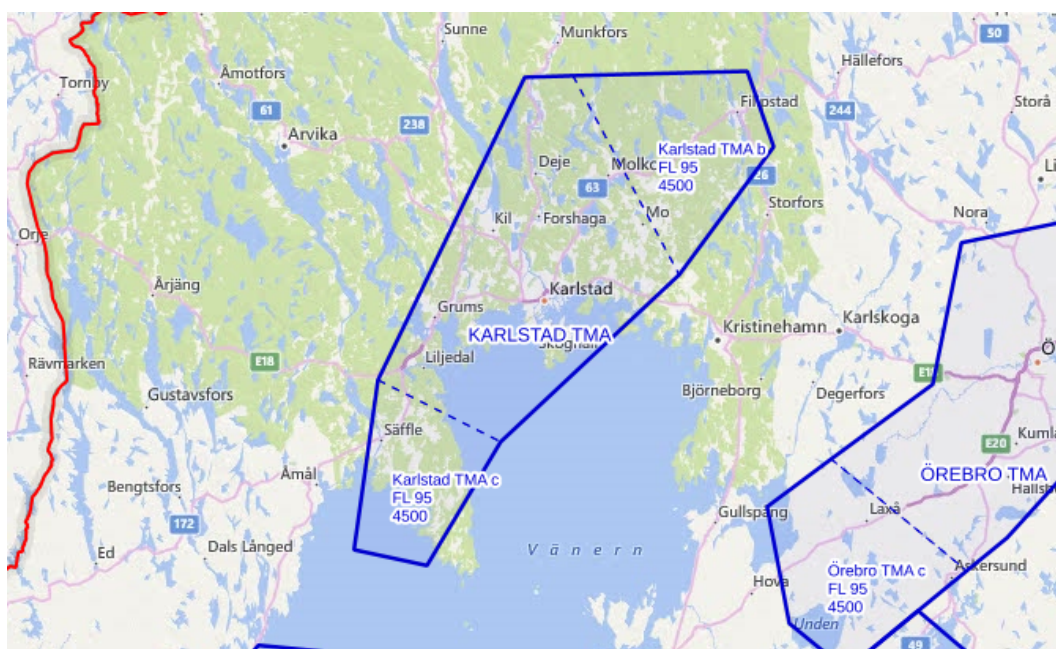 Sunne
Munkfors
50
Hällefors
Tornøy
Åmotfors
Filipstad
61
Arvika
238
244
Storå
Karlstad TMA b
FL 95
4500
Deje
63
26
Storfors
Mo
Kil
Forshaga
Nora
Orje
Årjäng
Karlstad
Grums
KARLSTAD TMA
Kristinehamn
Karlskoga
Liljedal
E18
Rävmarken
Gustavsfors
Björneborg
Degerfors
Säffle
Kumla
E20
Åmål
Karlstad TMA c
FL 95
4500
ÖREBRO TMA
Bengtsfors
172
Gullspång
Laxå
Vänern
Ed
Dals Långed
Hova
Örebro TMA c
FL 95
4500
Askersund
Unden
49